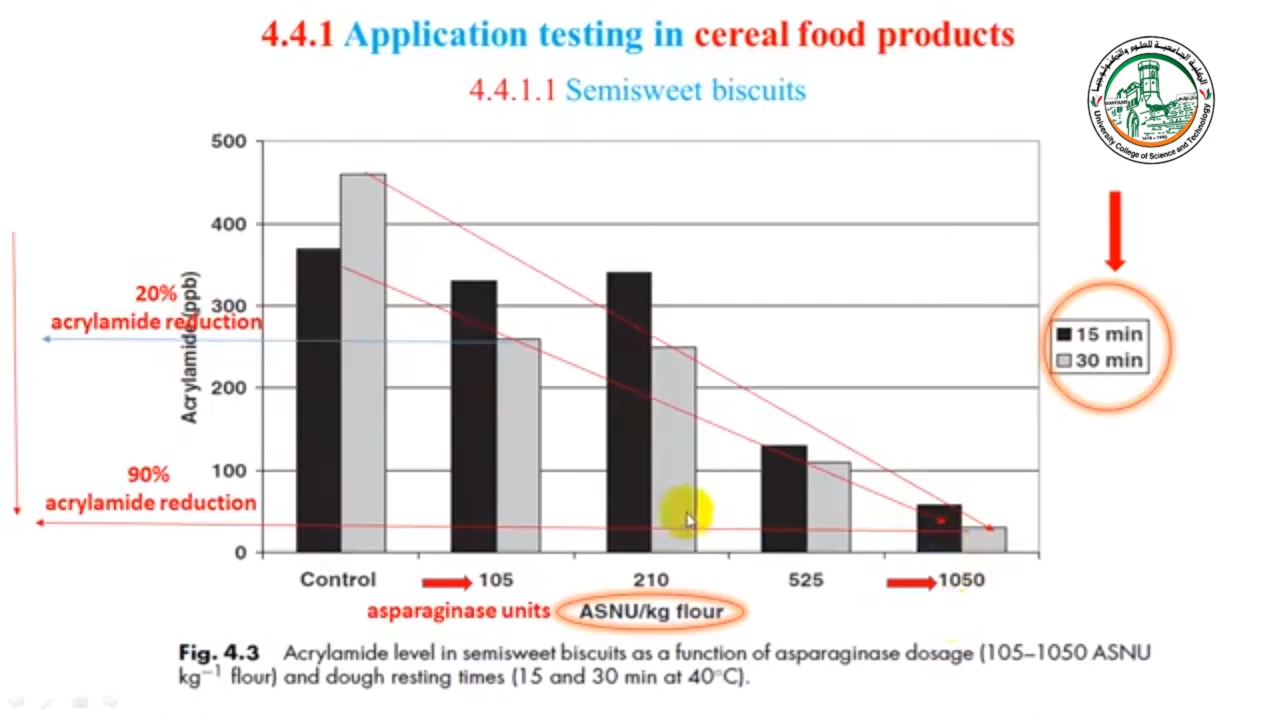 4.4.1 Application testing in cereal food products
4.4.1.1 Semisweet biscuits
University College of Science and Technology
500
400
300
200
100
0
Acrylamide (ppb)
20%
acrylamide reduction
90%
acrylamide reduction
15 min
30 min
Control 105 210 525 1050
asparaginase units ASNU/kg flour
Fig. 4.3 Acrylamide level in semisweet biscuits as a function of asparaginase dosage (105–1050 ASNU
kg⁻¹ flour) and dough resting times (15 and 30 min at 40°C).